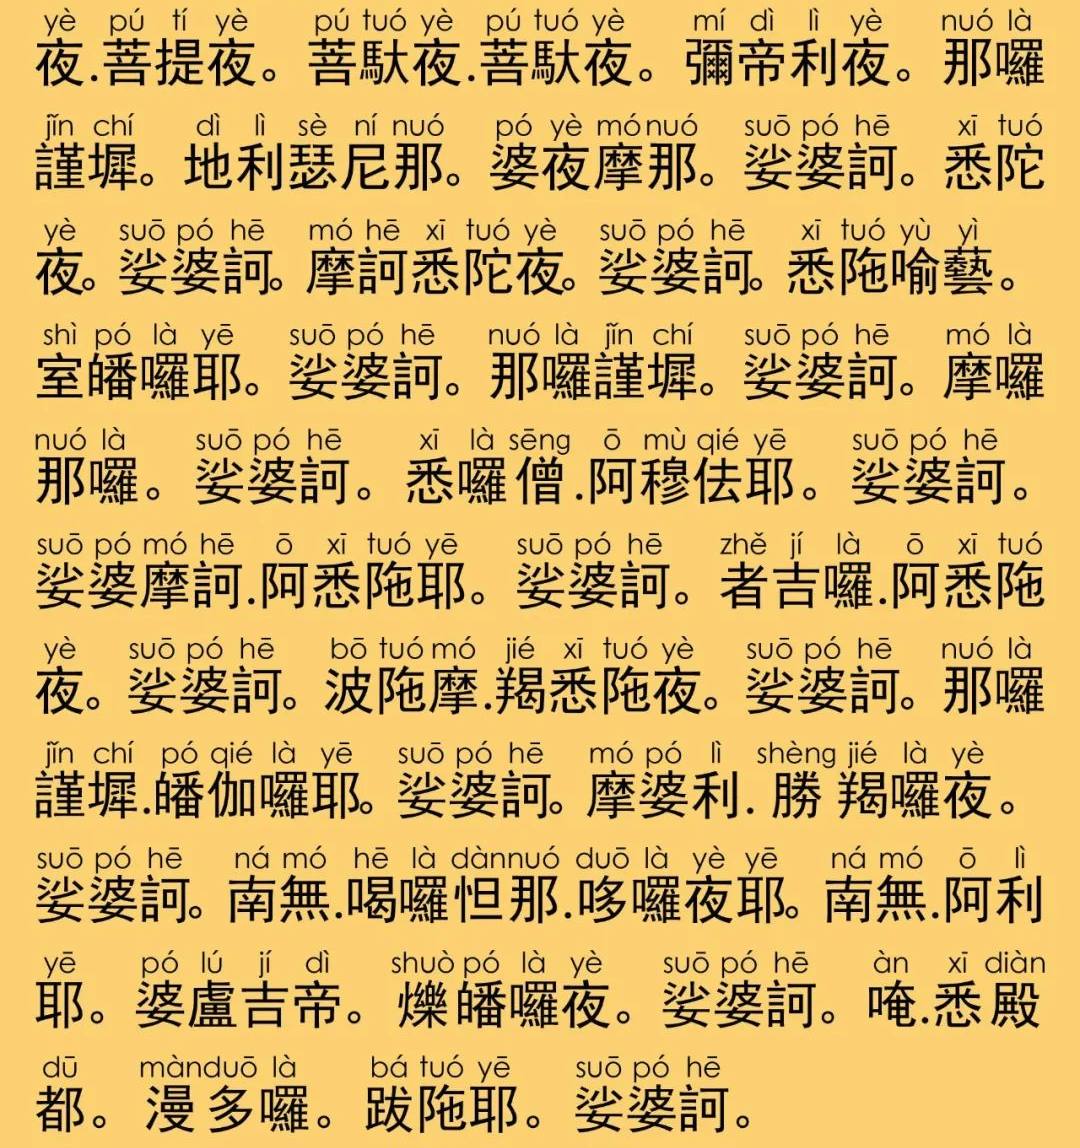 yè pú tí yè pú tuó yè pú tuó yè mí dì lì yè nuó là
夜.菩提夜。菩馱夜.菩馱夜。彌帝利夜。那囉
jǐn chí dì lì sè ní nuó pó yè mó nuó suō pó hē xī tuó
謹墀。地利瑟尼那。婆夜摩那。娑婆訶。悉陀
yè suō pó hē mó hē xī tuó yè suō pó hē xī tuó yù yì
夜。娑婆訶。摩訶悉陀夜。娑婆訶。悉陁喻藝。
shì pó là yē suō pó hē nuó là jǐn chí suō pó hē mó là
室皤囉耶。娑婆訶。那囉謹墀。娑婆訶。摩囉
nuó là suō pó hē xī là sēng ō mù qié yē suō pó hē
那囉。娑婆訶。悉囉僧.阿穆佉耶。娑婆訶。
suō pó mó hē ō xī tuó yē suō pó hē zhě jí là ō xī tuó
娑婆摩訶.阿悉陁耶。娑婆訶。者吉囉.阿悉陁
yè suō pó hē bō tuó mó jié xī tuó yè suō pó hē nuó là
夜。娑婆訶。波陁摩.羯悉陁夜。娑婆訶。那囉
jǐn chí pó qié là yē suō pó hē mó pó lì shèng jié là yè
謹墀.皤伽囉耶。娑婆訶。摩婆利.勝羯囉夜。
suō pó hē ná mó hē là dàn nuó duō là yè yē ná mó ō lì
娑婆訶。南無.喝囉怛那.哆囉夜耶。南無.阿利
yē pó lú jí dì shuò pó là yè suō pó hē àn xī diàn
耶。婆盧吉帝。爍皤囉夜。娑婆訶。唵.悉殿
dū màn duō là bá tuó yē suō pó hē
都。漫多囉。跋陁耶。娑婆訶。